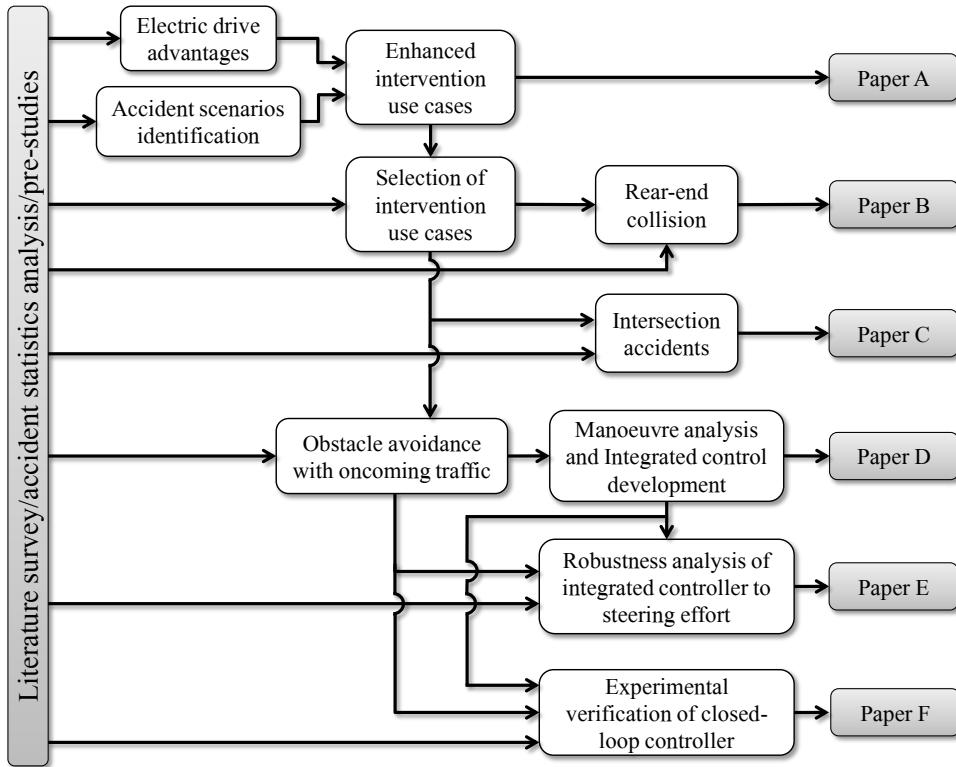 Literature survey/accident statistics analysis/pre-studies
Electric drive
advantages
Accident scenarios
identification
Enhanced
intervention
use cases
Paper A
Selection of
intervention
use cases
Rear-end
collision
Paper B
Intersection
accidents
Paper C
Obstacle avoidance
with oncoming traffic
Manoeuvre analysis
and Integrated control
development
Paper D
Robustness analysis of
integrated controller to
steering effort
Paper E
Experimental
verification of closed-
loop controller
Paper F